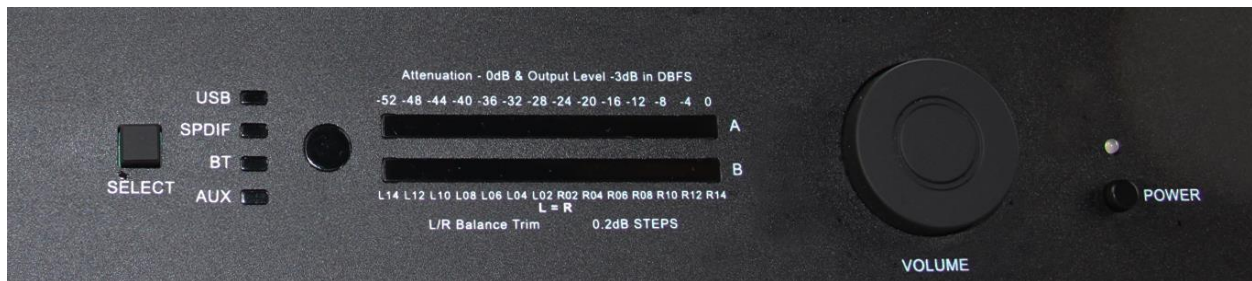 USB
SPDIF
BT
AUX
SELECT
Attenuation - 0dB & Output Level -3dB in DBFS
-52 -48 -44 -40 -36 -32 -28 -24 -20 -16 -12 -8 -4 0
A
B
L14 L12 L10 L08 L06 L04 L02 R02 R04 R06 R08 R10 R12 R14
L = R
L/R Balance Trim 0.2dB STEPS
VOLUME
POWER